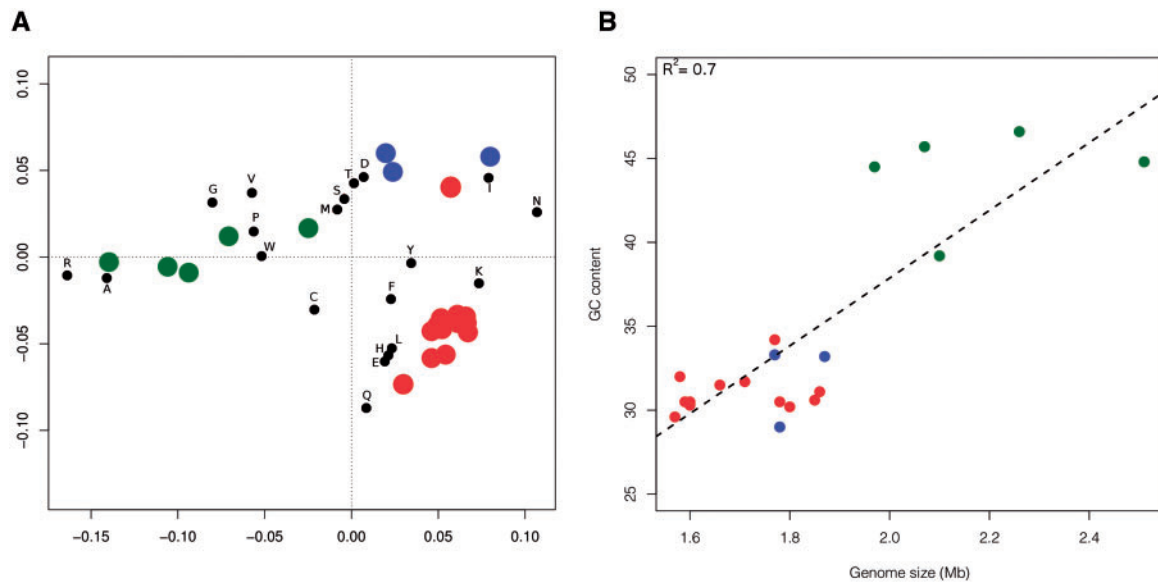 A
0.10
0.05
0.00
−0.05
−0.10
−0.15
−0.10
−0.05
0.00
0.05
0.10
R
A
G
V
P
W
C
M
S
T
D
I
N
Y
K
F
L
H
E
Q
B
R²= 0.7
GC content
50
45
40
35
30
25
1.6
1.8
2.0
2.2
2.4
Genome size (Mb)